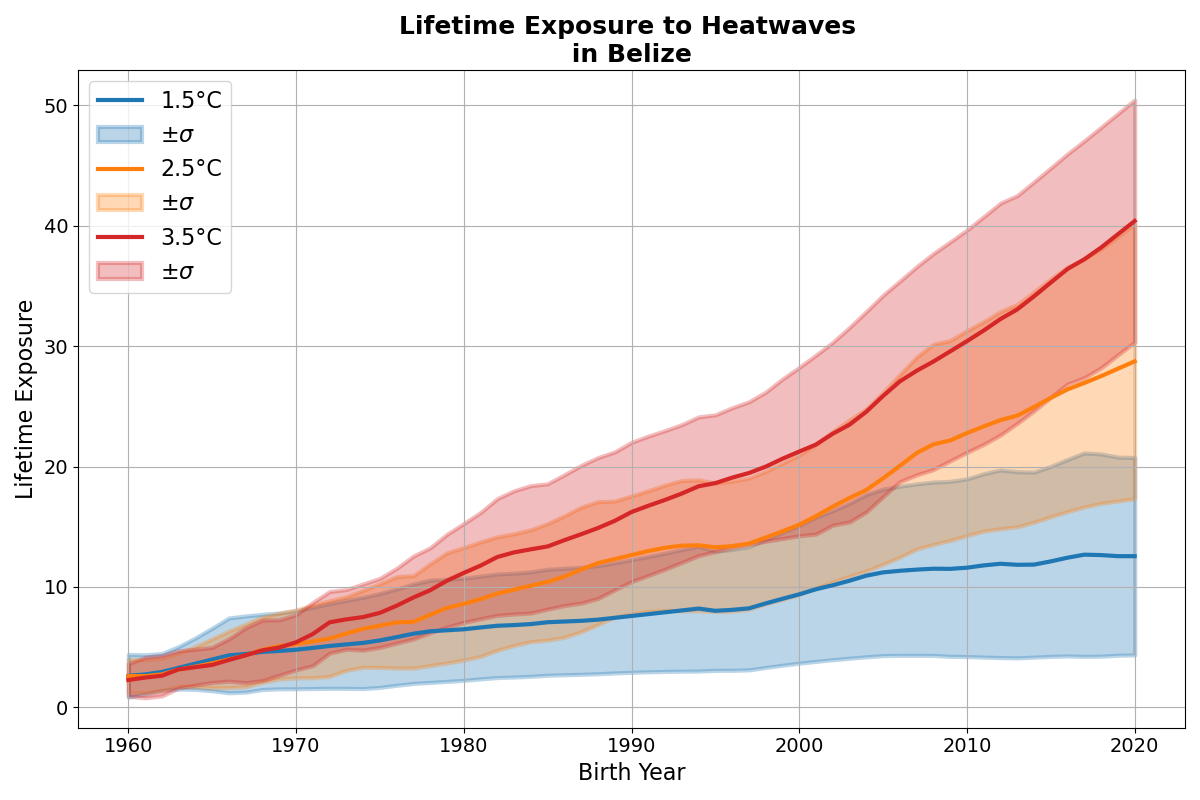 Lifetime Exposure to Heatwaves
in Belize
1.5°C
±σ
2.5°C
±σ
3.5°C
±σ
Lifetime Exposure
50
40
30
20
10
0
1960
1970
1980
1990
2000
2010
2020
Birth Year